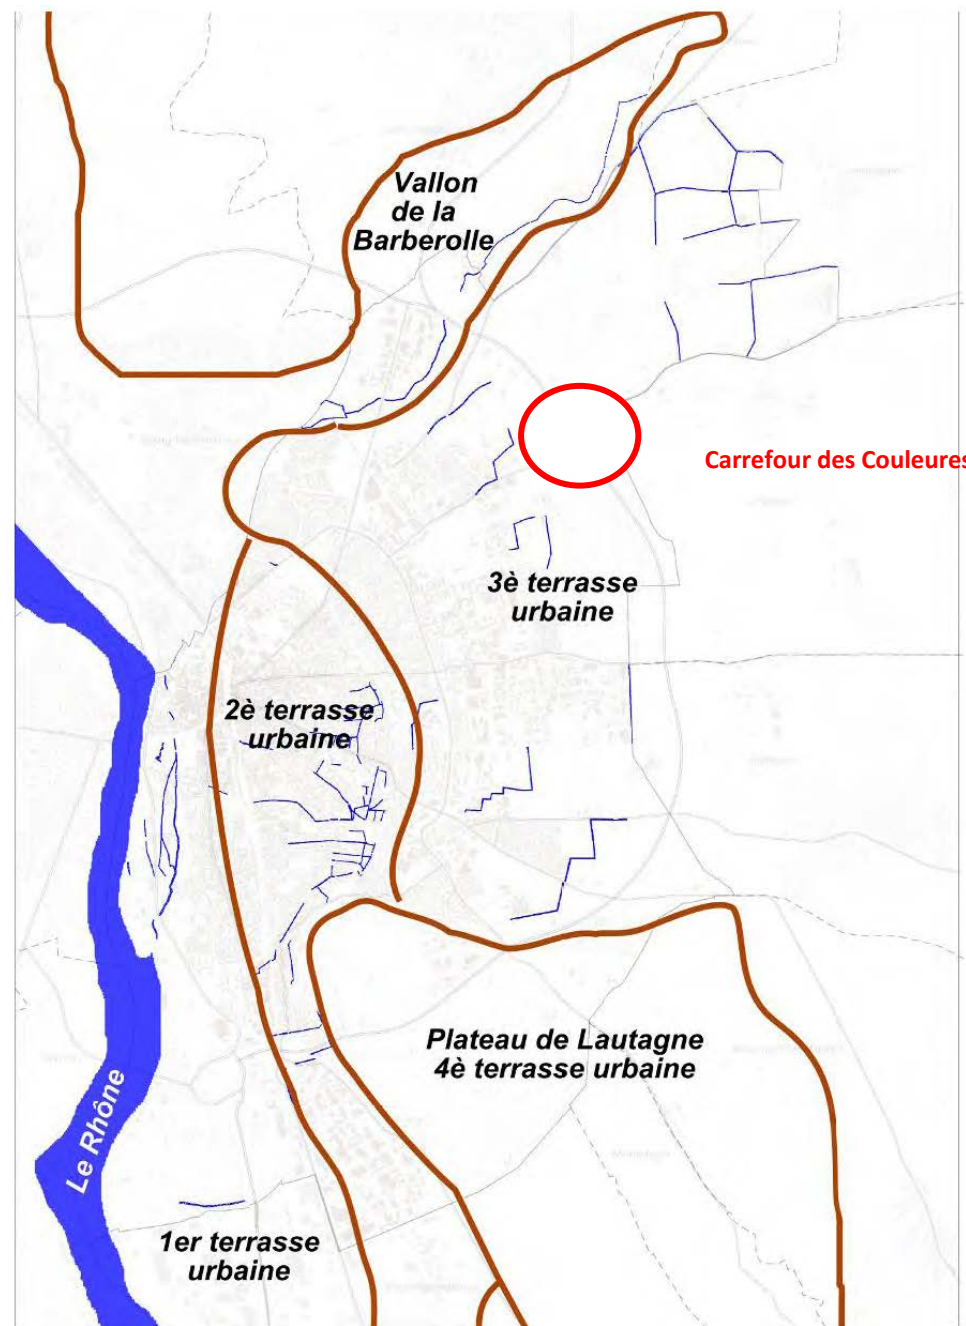 Vallon
de la
Barberolle
Carrefour des Couleures
3è terrasse
urbaine
2è terrasse
urbaine
Plateau de Lautagne
4è terrasse urbaine
Le Rhône
1er terrasse
urbaine